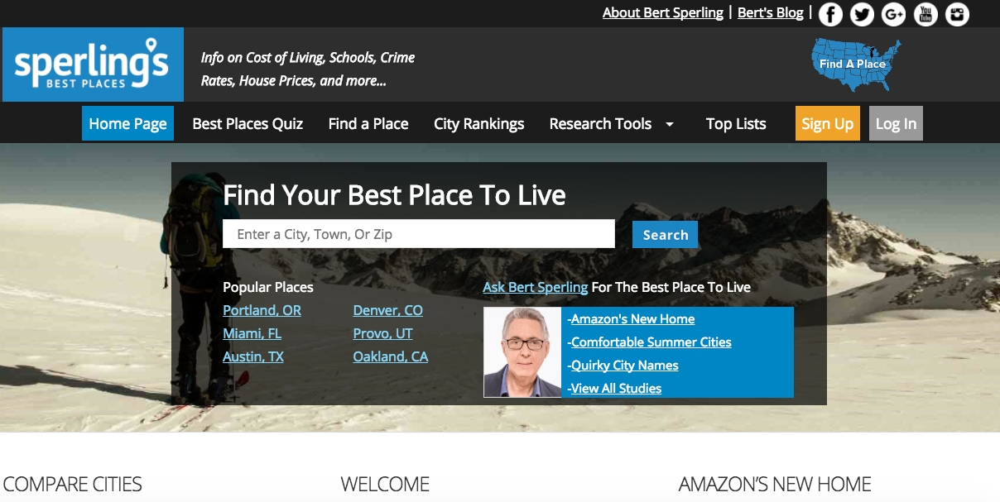 About Bert Sperling | Bert's Blog |
You Tube
sperling's
BEST PLACES
Info on Cost of Living, Schools, Crime
Rates, House Prices, and more...
Find A Place
Home Page Best Places Quiz Find a Place City Rankings Research Tools Top Lists Sign Up Log In
Find Your Best Place To Live
Enter a City, Town, Or Zip Search
Popular Places
Portland, OR Denver, CO
Miami, FL Provo, UT
Austin, TX Oakland, CA
Ask Bert Sperling For The Best Place To Live
-Amazon's New Home
-Comfortable Summer Cities
-Quirky City Names
-View All Studies
COMPARE CITIES WELCOME AMAZON'S NEW HOME